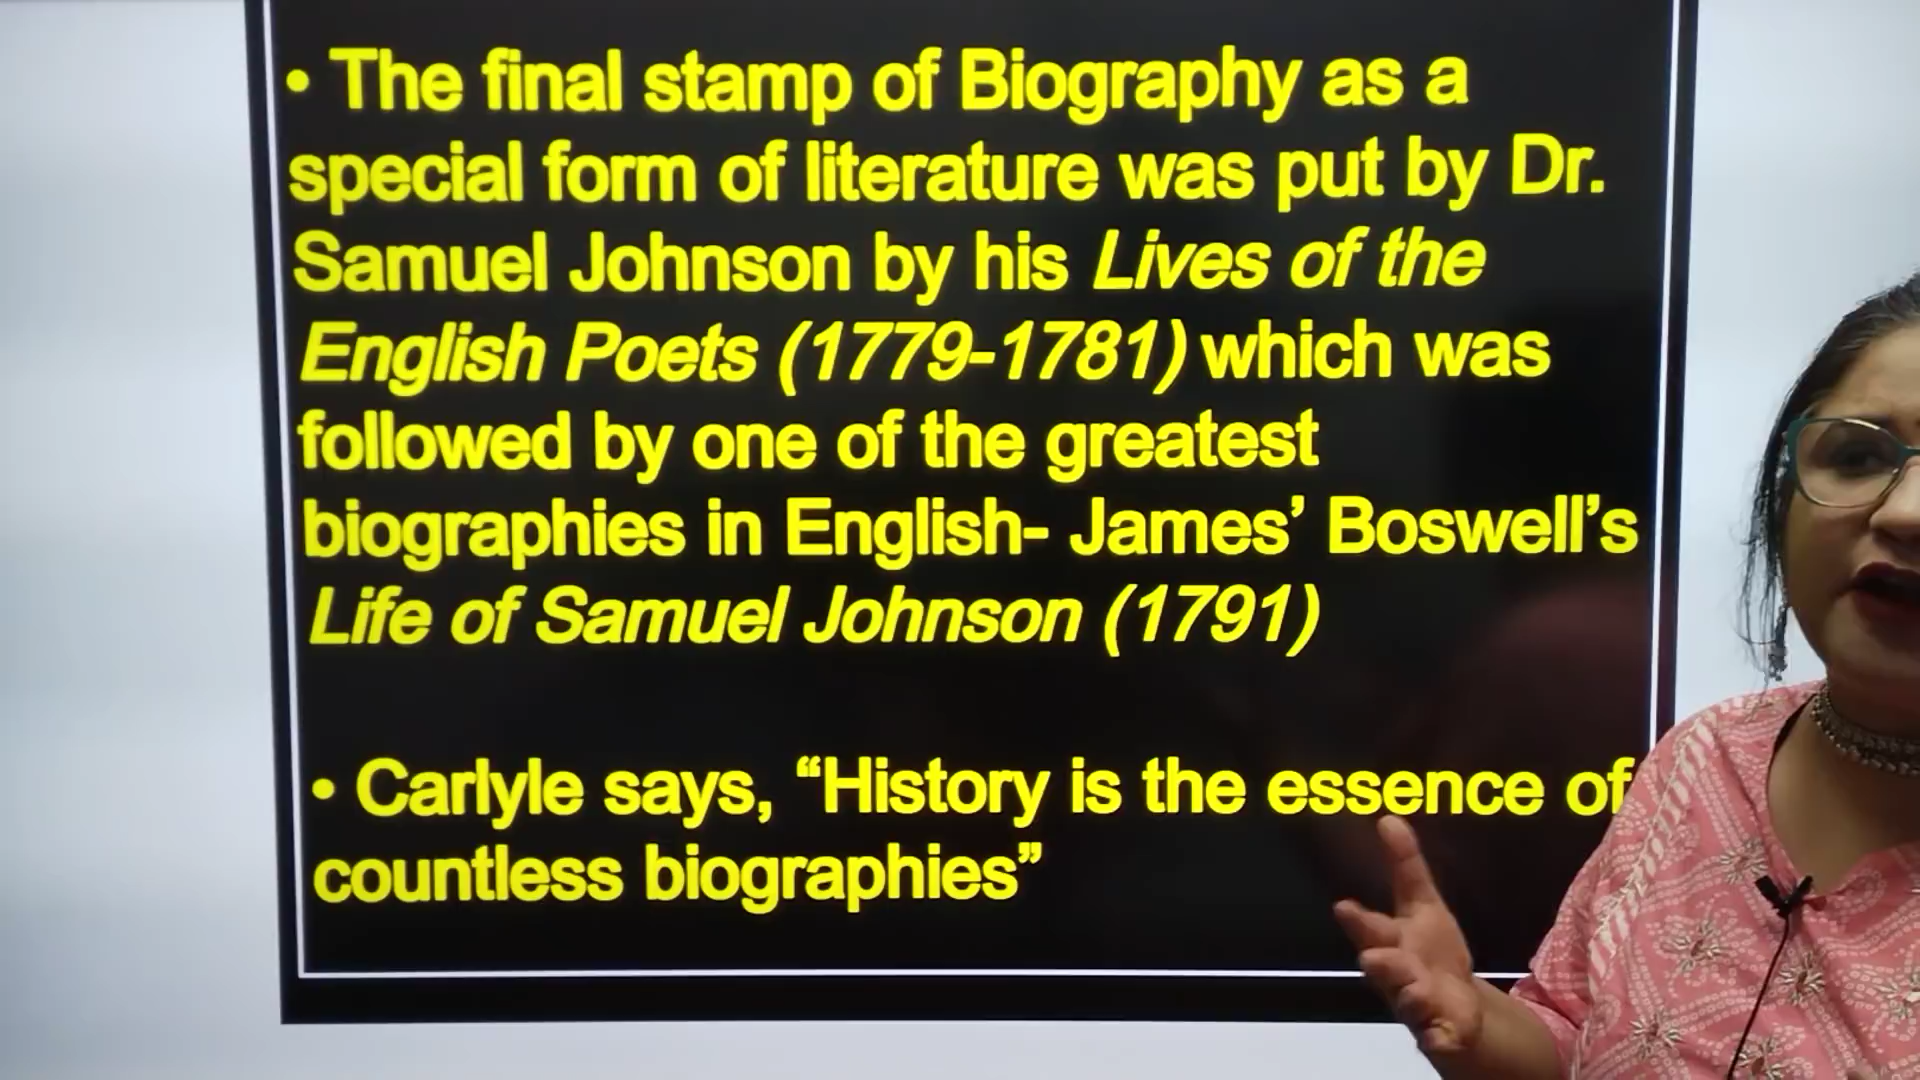 • The final stamp of Biography as a
special form of literature was put by Dr.
Samuel Johnson by his Lives of the
English Poets (1779-1781) which was
followed by one of the greatest
biographies in English- James’ Boswell’s
Life of Samuel Johnson (1791)
• Carlyle says, “History is the essence of
countless biographies”